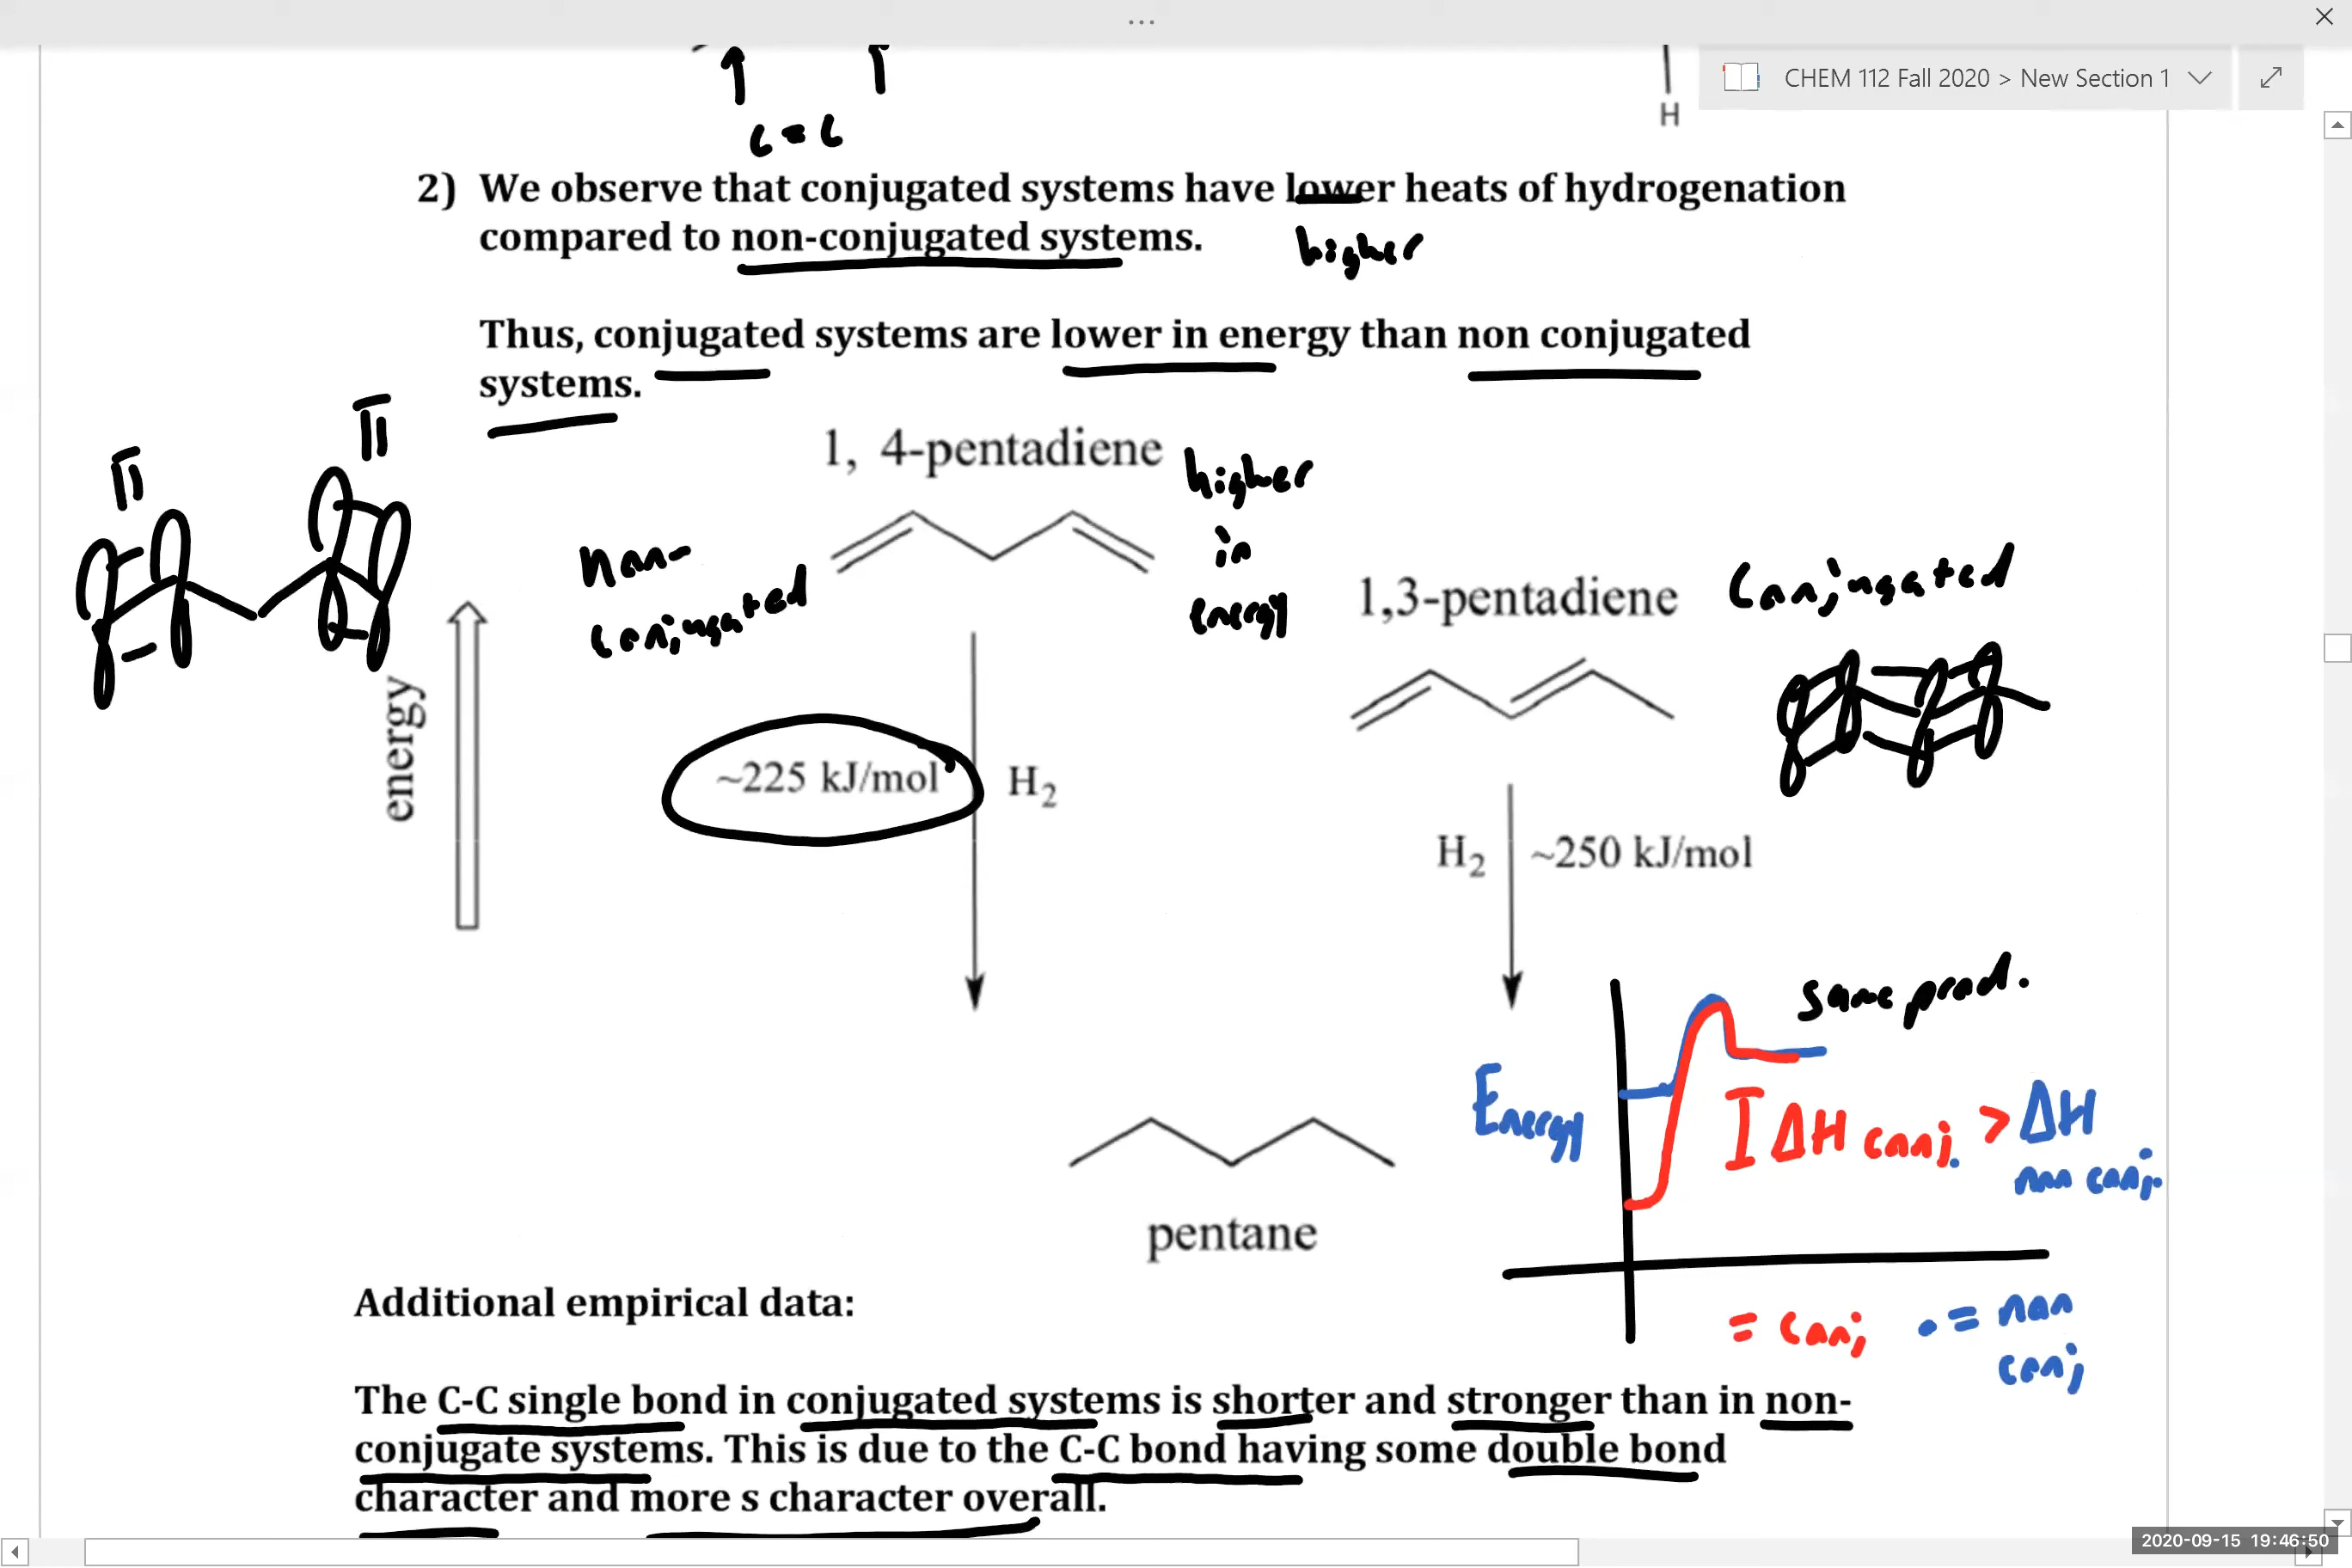 ...
CHEM 112 Fall 2020 > New Section 1
H
c = c
2) We observe that conjugated systems have lower heats of hydrogenation
compared to non-conjugated systems.
higher
Thus, conjugated systems are lower in energy than non conjugated
systems.
π
π
1, 4-pentadiene
higher
in
energy
non-
conjugated
1,3-pentadiene
Conjugated
energy
~225 kJ/mol
H₂
H₂
~250 kJ/mol
same prod.
Energy
I ΔH conj. > ΔH
non conj.
pentane
= conj
• = non
conj
Additional empirical data:
The C-C single bond in conjugated systems is shorter and stronger than in non-
conjugate systems. This is due to the C-C bond having some double bond
character and more s character overall.
2020-09-15 19:46:50